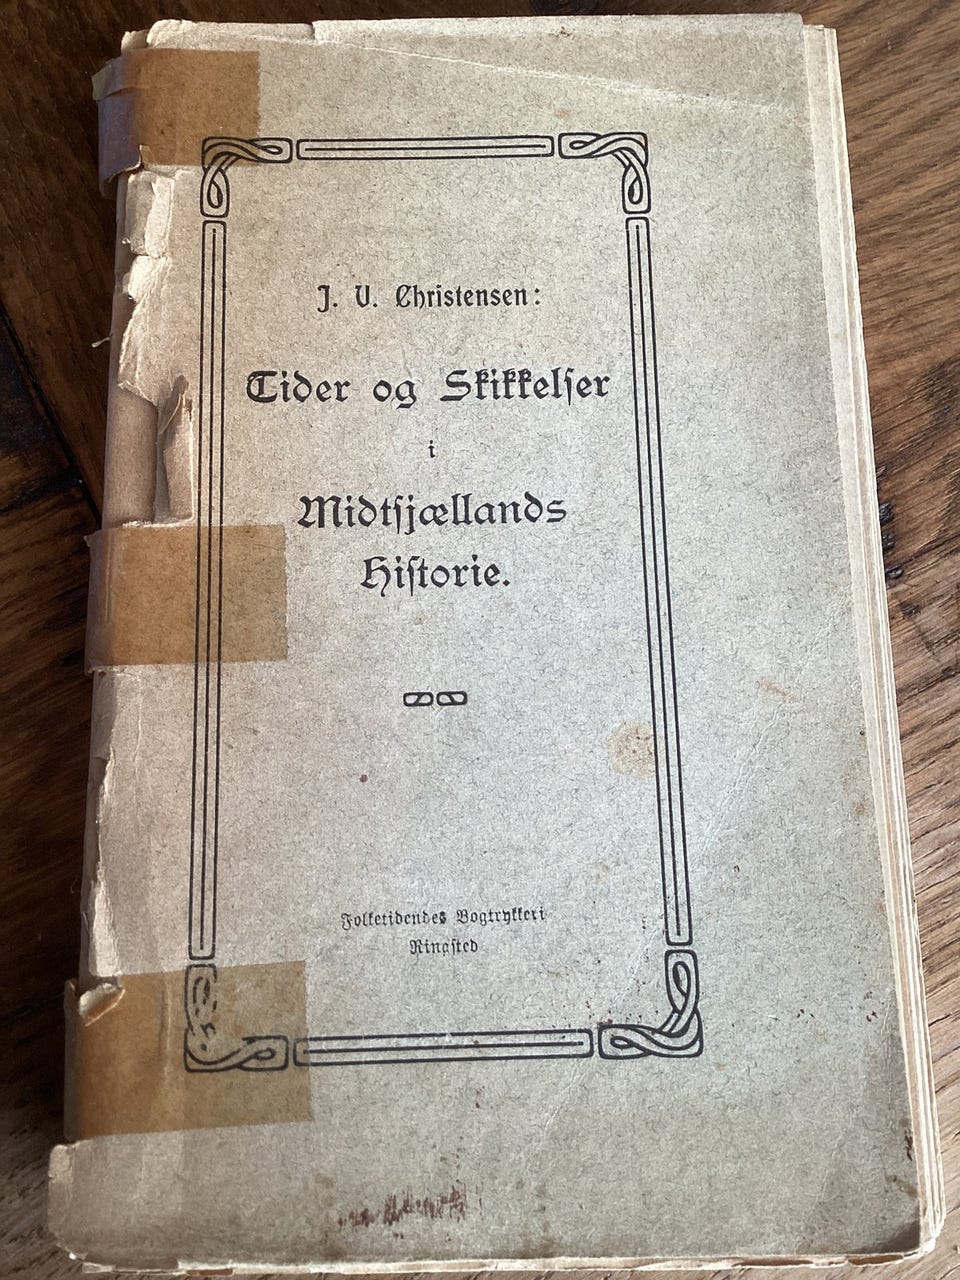 J. V. Christensen:
Tider og Skikkelser
i
Midtsjællands
Historie.
Folketidendes Bogtrykkeri
Ringsted